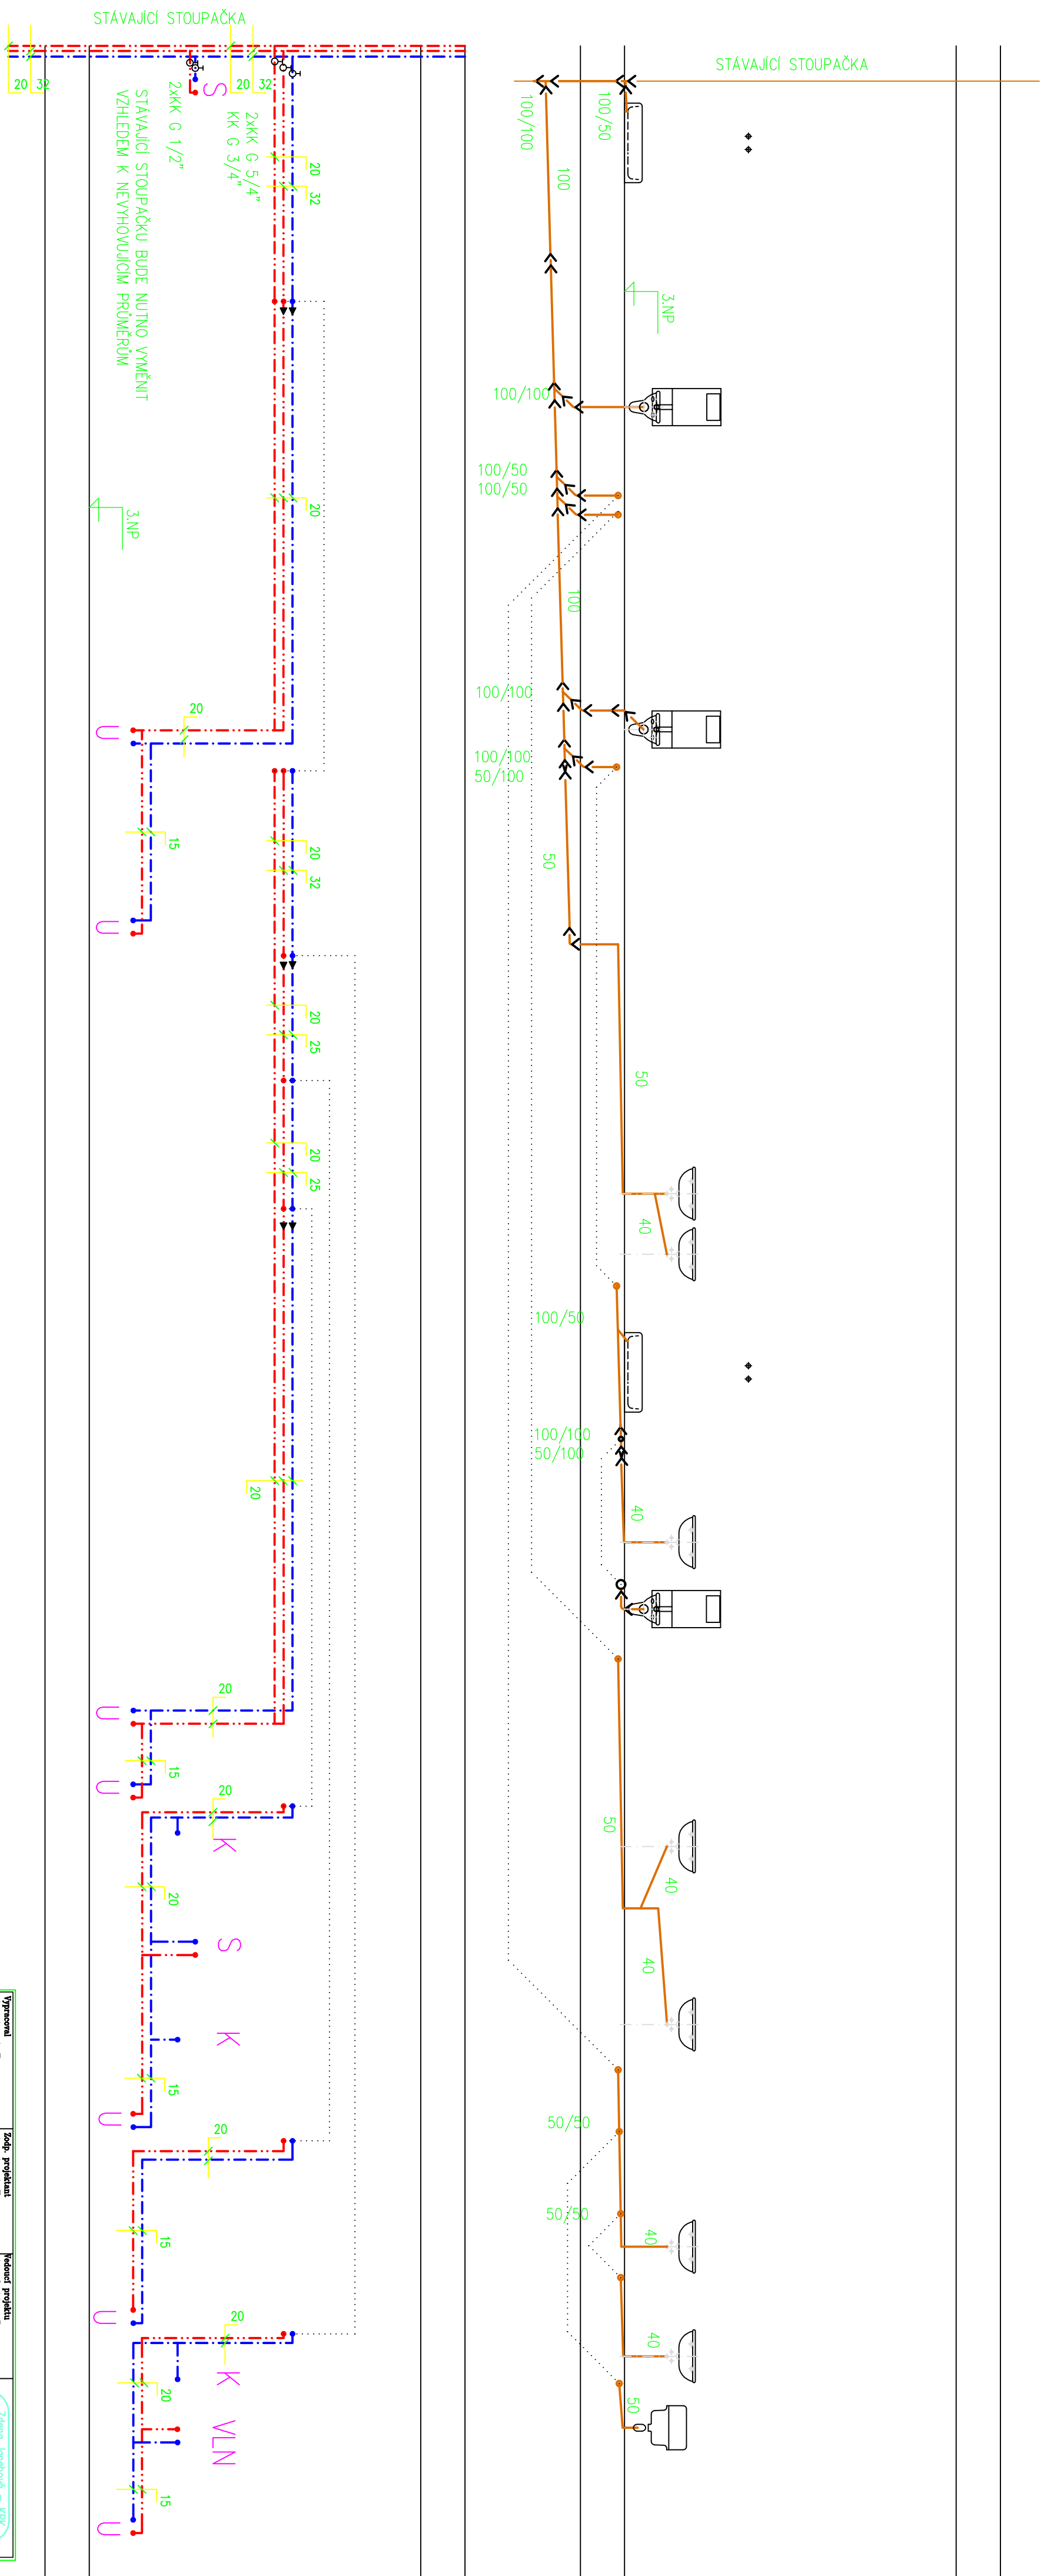 STÁVAJÍCÍ STOUPAČKA
20
32
20
32
S
2xKK G 5/4"
KK G 3/4"
2xKK G 1/2"
STÁVAJÍCÍ STOUPAČKU BUDE NUTNO VYMĚNIT
VZHLEDEM K NEVYHOVUJÍCÍM PRŮMĚRŮM
20
32
20
3.NP
20
U
15
U
20
32
20
25
20
25
20
20
U
15
U
20
K
20
S
K
15
U
20
15
U
20
K
20
VLN
15
U
STÁVAJÍCÍ STOUPAČKA
100/50
100/100
100
3.NP
100/100
100/50
100/50
100
100/100
100/100
50/100
50
50
40
100/50
100/100
50/100
40
50
40
40
50/50
50/50
40
40
50
Vypracoval
Zodp. projektant
Vedoucí projektu